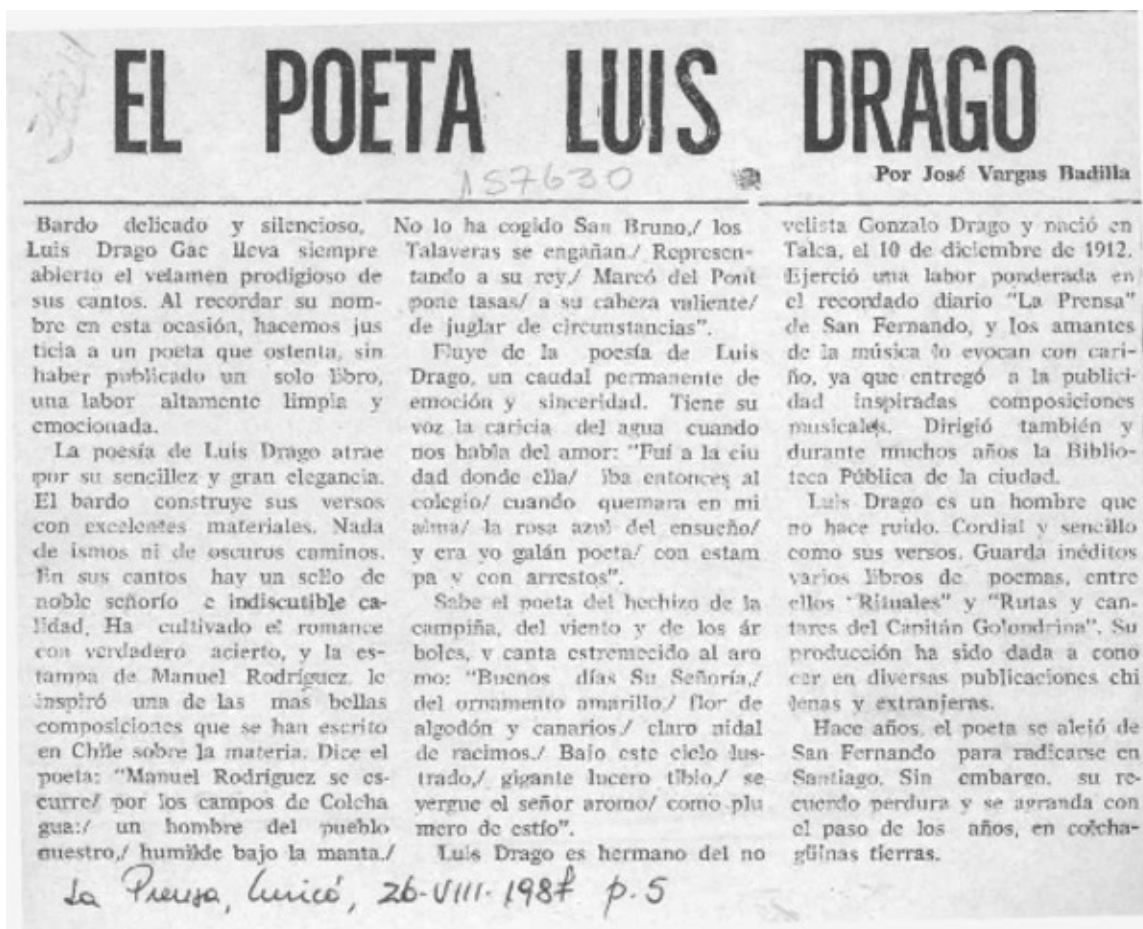 EL POETA LUIS DRAGO
157630
Por José Vargas Badilla
Bardo delicado y silencioso,
Luis Drago Gac lleva siempre
abierto el velamen prodigioso de
sus cantos. Al recordar su nom-
bre en esta ocasión, hacemos jus
ticia a un poeta que ostenta, sin
haber publicado un solo libro,
una labor altamente limpia y
emocionada.
La poesía de Luis Drago atrae
por su sencillez y gran elegancia.
El bardo construye sus versos
con excelentes materiales. Nada
de ismos ni de oscuros caminos.
En sus cantos hay un sello de
noble señorío e indiscutible ca-
lidad. Ha cultivado el romance
con verdadero acierto, y la es-
tampa de Manuel Rodríguez le
inspiró una de las mas bellas
composiciones que se han escrito
en Chile sobre la materia. Dice el
poeta: "Manuel Rodríguez se es-
curre/ por los campos de Colcha
gua:/ un hombre del pueblo
nuestro,/ humilde bajo la manta./
No lo ha cogido San Bruno,/ los
Talaveras se engañan./ Represen-
tando a su rey,/ Marcó del Pont
pone tasas/ a su cabeza valiente/
de juglar de circunstancias".
Fluye de la poesía de Luis
Drago, un caudal permanente de
emoción y sinceridad. Tiene su
voz la caricia del agua cuando
nos habla del amor: "Fuí a la ciu
dad donde ella/ iba entonces al
colegio/ cuando quemara en mi
alma/ la rosa azul del ensueño/
y era yo galán poeta/ con estam
pa y con arrestos".
Sabe el poeta del hechizo de la
campiña, del viento y de los ár
boles, y canta estremecido al aro
mo: "Buenos días Su Señoría,/
del ornamento amarillo,/ flor de
algodón y canarios,/ claro nidal
de racimos./ Bajo este cielo lus-
trado,/ gigante lucero tibio,/ se
yergue el señor aromo/ como plu
mero de estío".
Luis Drago es hermano del no
velista Gonzalo Drago y nació en
Talca, el 10 de diciembre de 1912.
Ejerció una labor ponderada en
el recordado diario "La Prensa"
de San Fernando, y los amantes
de la música lo evocan con cari-
ño, ya que entregó a la publici-
dad inspiradas composiciones
musicales. Dirigió también y
durante muchos años la Biblio-
teca Pública de la ciudad.
Luis Drago es un hombre que
no hace ruido. Cordial y sencillo
como sus versos. Guarda inéditos
varios libros de poemas, entre
ellos "Rituales" y "Rutas y can-
tares del Capitán Golondrina". Su
producción ha sido dada a cono
cer en diversas publicaciones chi
lenas y extranjeras.
Hace años, el poeta se alejó de
San Fernando para radicarse en
Santiago. Sin embargo, su re-
cuerdo perdura y se agranda con
el paso de los años, en colcha-
güinas tierras.
La Prensa, Curicó, 26-VIII-1987 p. 5